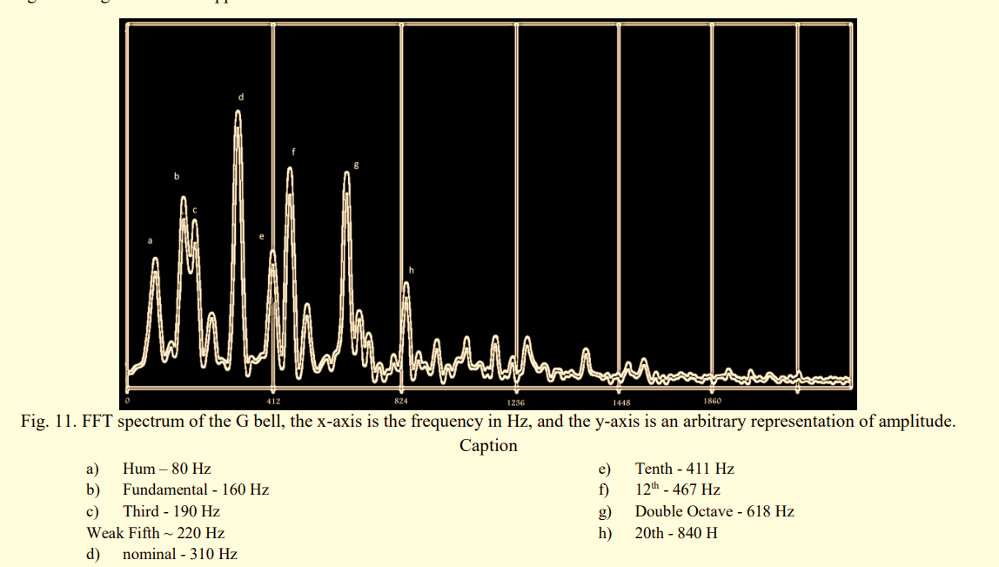 d
f
g
b
c
a
e
h
0 412 824 1236 1448 1860
Fig. 11. FFT spectrum of the G bell, the x-axis is the frequency in Hz, and the y-axis is an arbitrary representation of amplitude.
Caption
a) Hum – 80 Hz
b) Fundamental - 160 Hz
c) Third - 190 Hz
Weak Fifth ~ 220 Hz
d) nominal - 310 Hz
e) Tenth - 411 Hz
f) 12th - 467 Hz
g) Double Octave - 618 Hz
h) 20th - 840 H